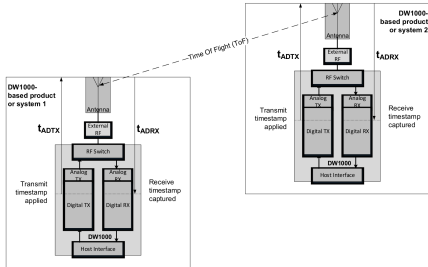 DW1000-
based product
or system 2
Antenna
External
RF
tADTX
tADRX
RF Switch
Analog
TX
Analog
RX
Digital TX
Digital RX
DW1000
Host Interface
Transmit
timestamp
applied
Receive
timestamp
captured
Time Of Flight (ToF)
DW1000-
based product
or system 1
Antenna
External
RF
tADTX
tADRX
RF Switch
Analog
TX
Analog
RX
Digital TX
Digital RX
DW1000
Host Interface
Transmit
timestamp
applied
Receive
timestamp
captured